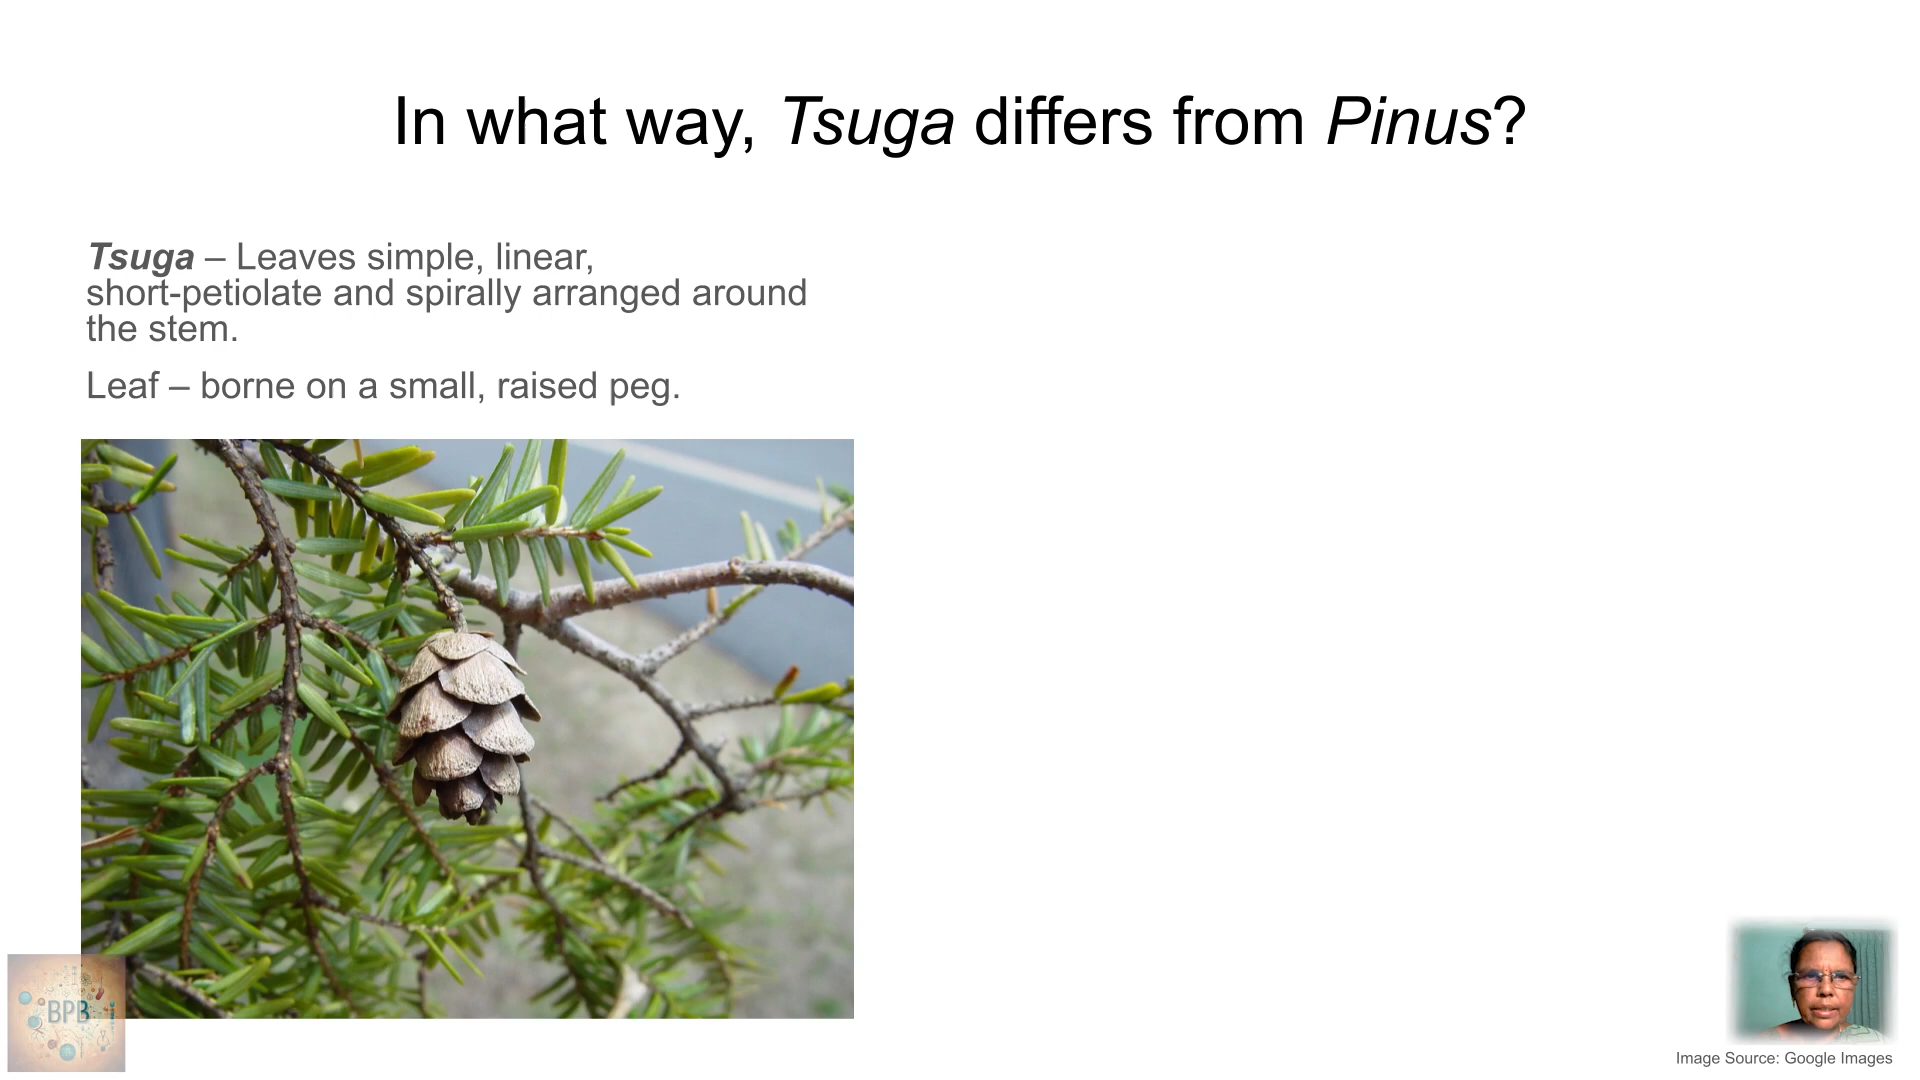 In what way, Tsuga differs from Pinus?
Tsuga – Leaves simple, linear,
short-petiolate and spirally arranged around
the stem.
Leaf – borne on a small, raised peg.
BPB
Image Source: Google Images